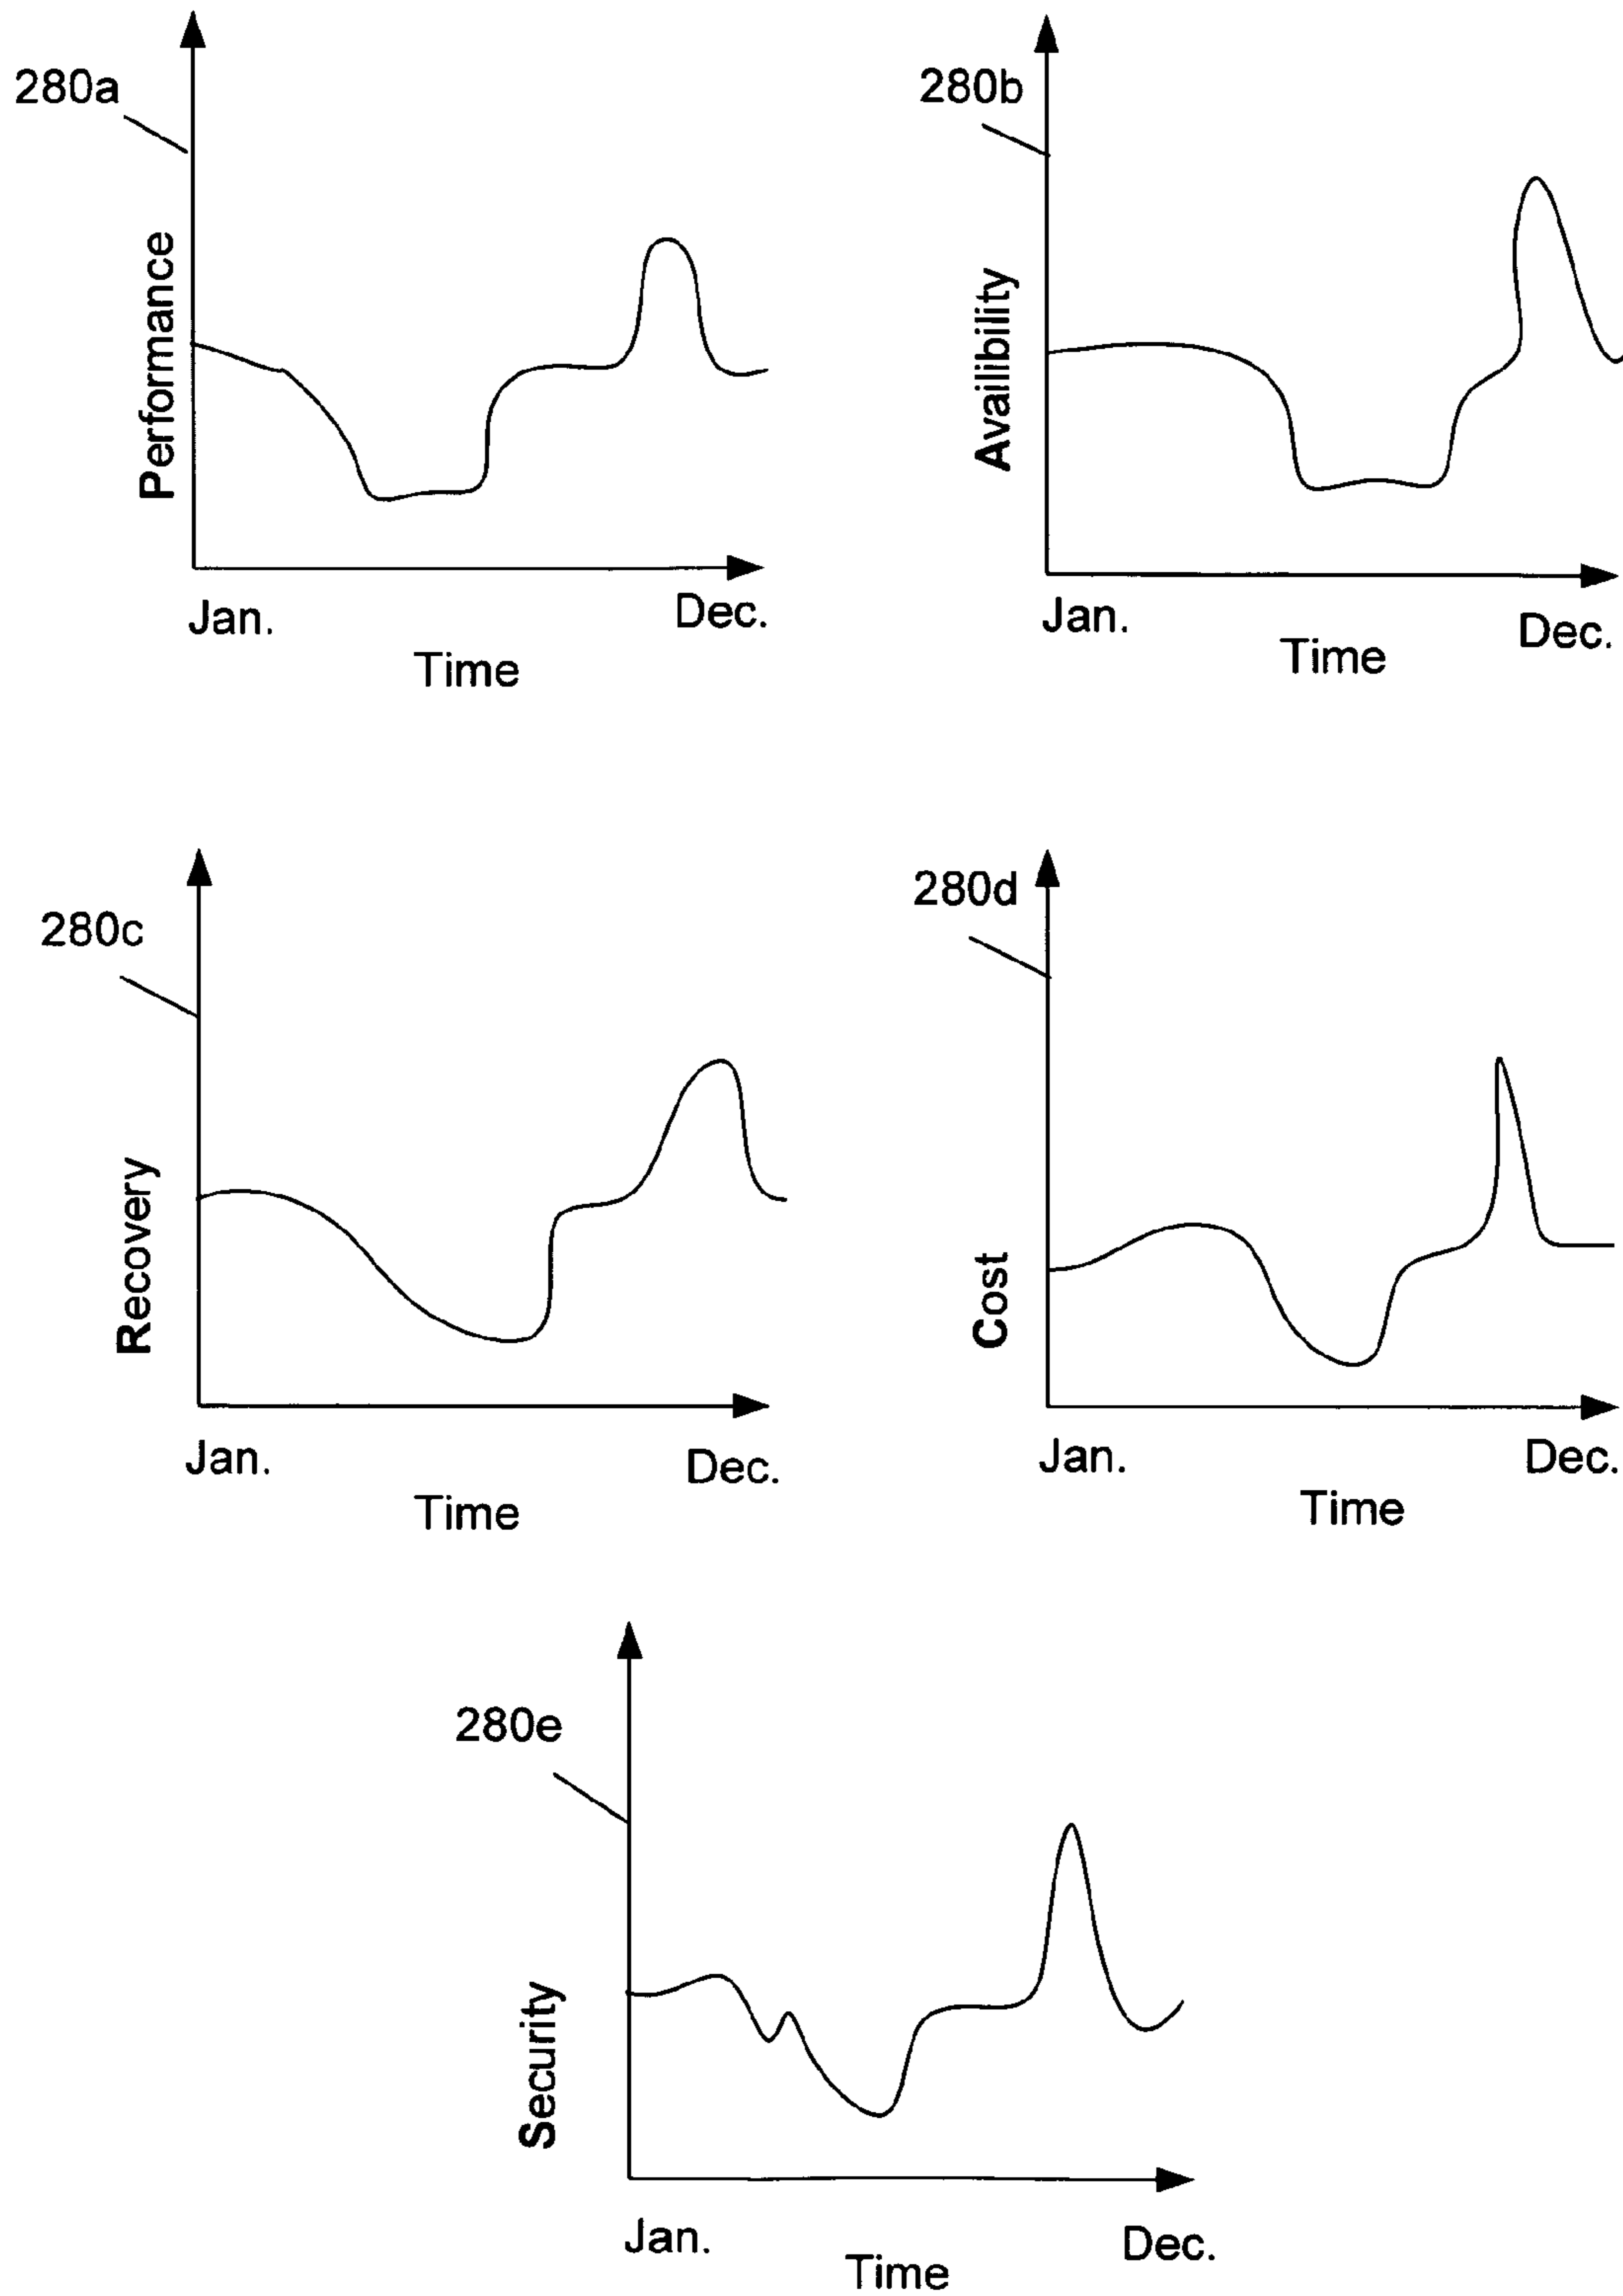 280a
Performance
Jan.
Dec.
Time
280b
Availibility
Jan.
Dec.
Time
280c
Recovery
Jan.
Dec.
Time
280d
Cost
Jan.
Dec.
Time
280e
Security
Jan.
Dec.
Time